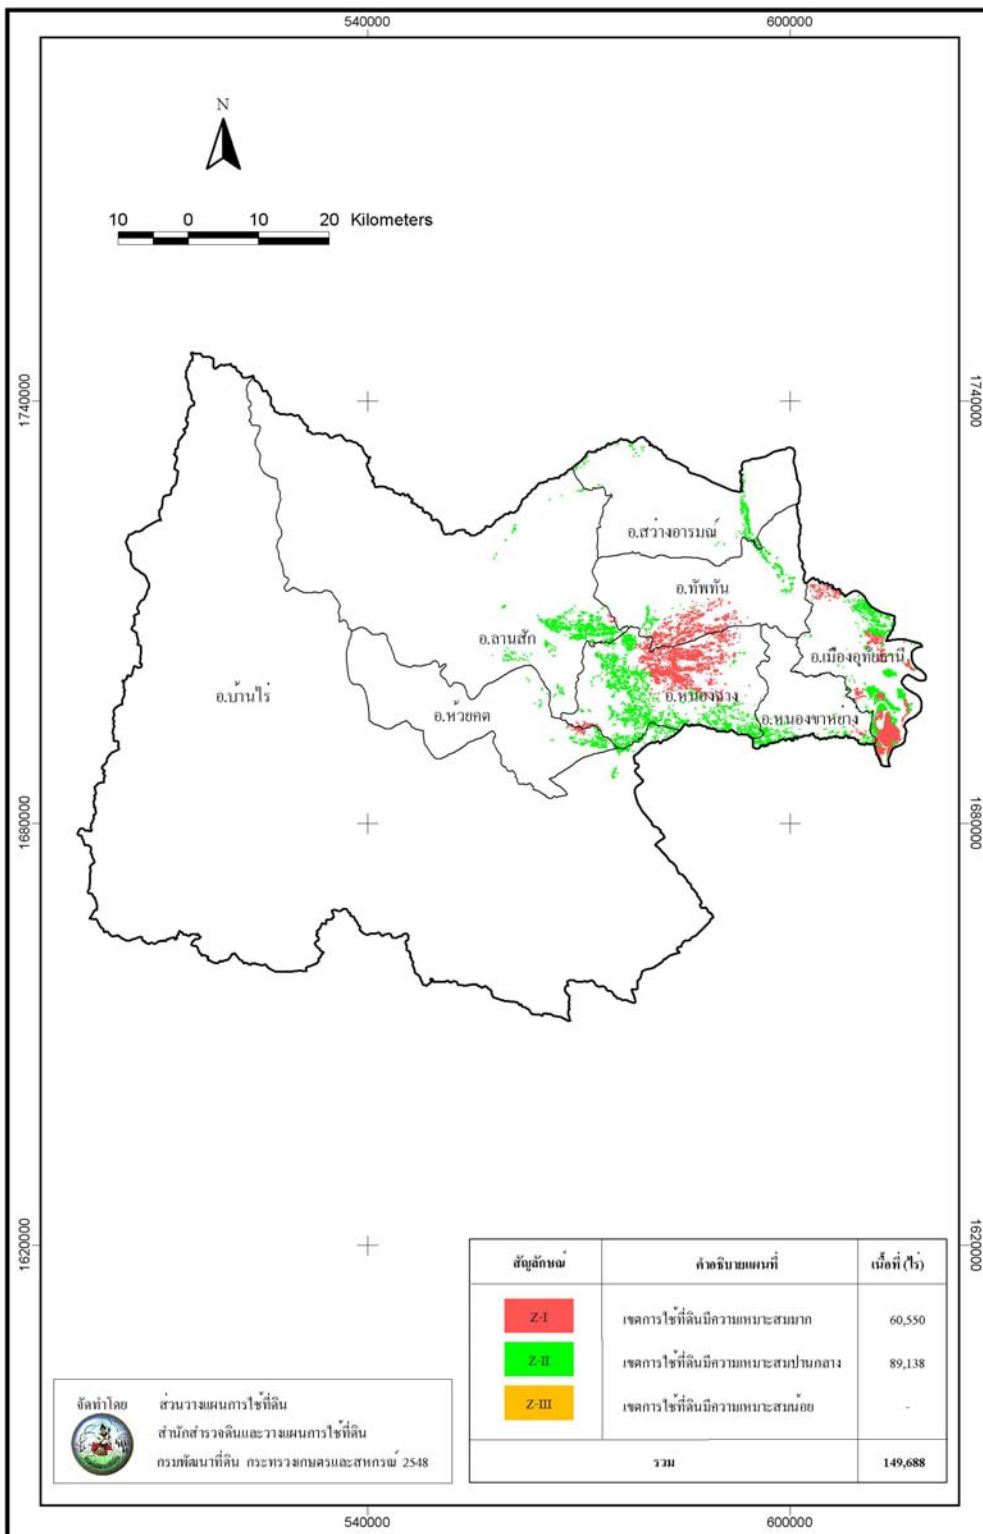 540000 600000
N
10 0 10 20 Kilometers
1740000 1740000
อ.สว่างอารมณ์
อ.ทัพทัน
อ.ลานสัก
อ.เมืองอุทัยธานี
อ.บ้านไร่
อ.หนองฉาง
อ.ห้วยคต
อ.หนองขาหย่าง
1680000 1680000
1620000 1620000
สัญลักษณ์ คำอธิบายแผนที่ เนื้อที่ (ไร่)
Z-I เขตการใช้ที่ดินมีความเหมาะสมมาก 60,550
Z-II เขตการใช้ที่ดินมีความเหมาะสมปานกลาง 89,138
Z-III เขตการใช้ที่ดินมีความเหมาะสมน้อย -
รวม 149,688
จัดทำโดย ส่วนวางแผนการใช้ที่ดิน
สำนักสำรวจดินและวางแผนการใช้ที่ดิน
กรมพัฒนาที่ดิน กระทรวงเกษตรและสหกรณ์ 2548
540000 600000